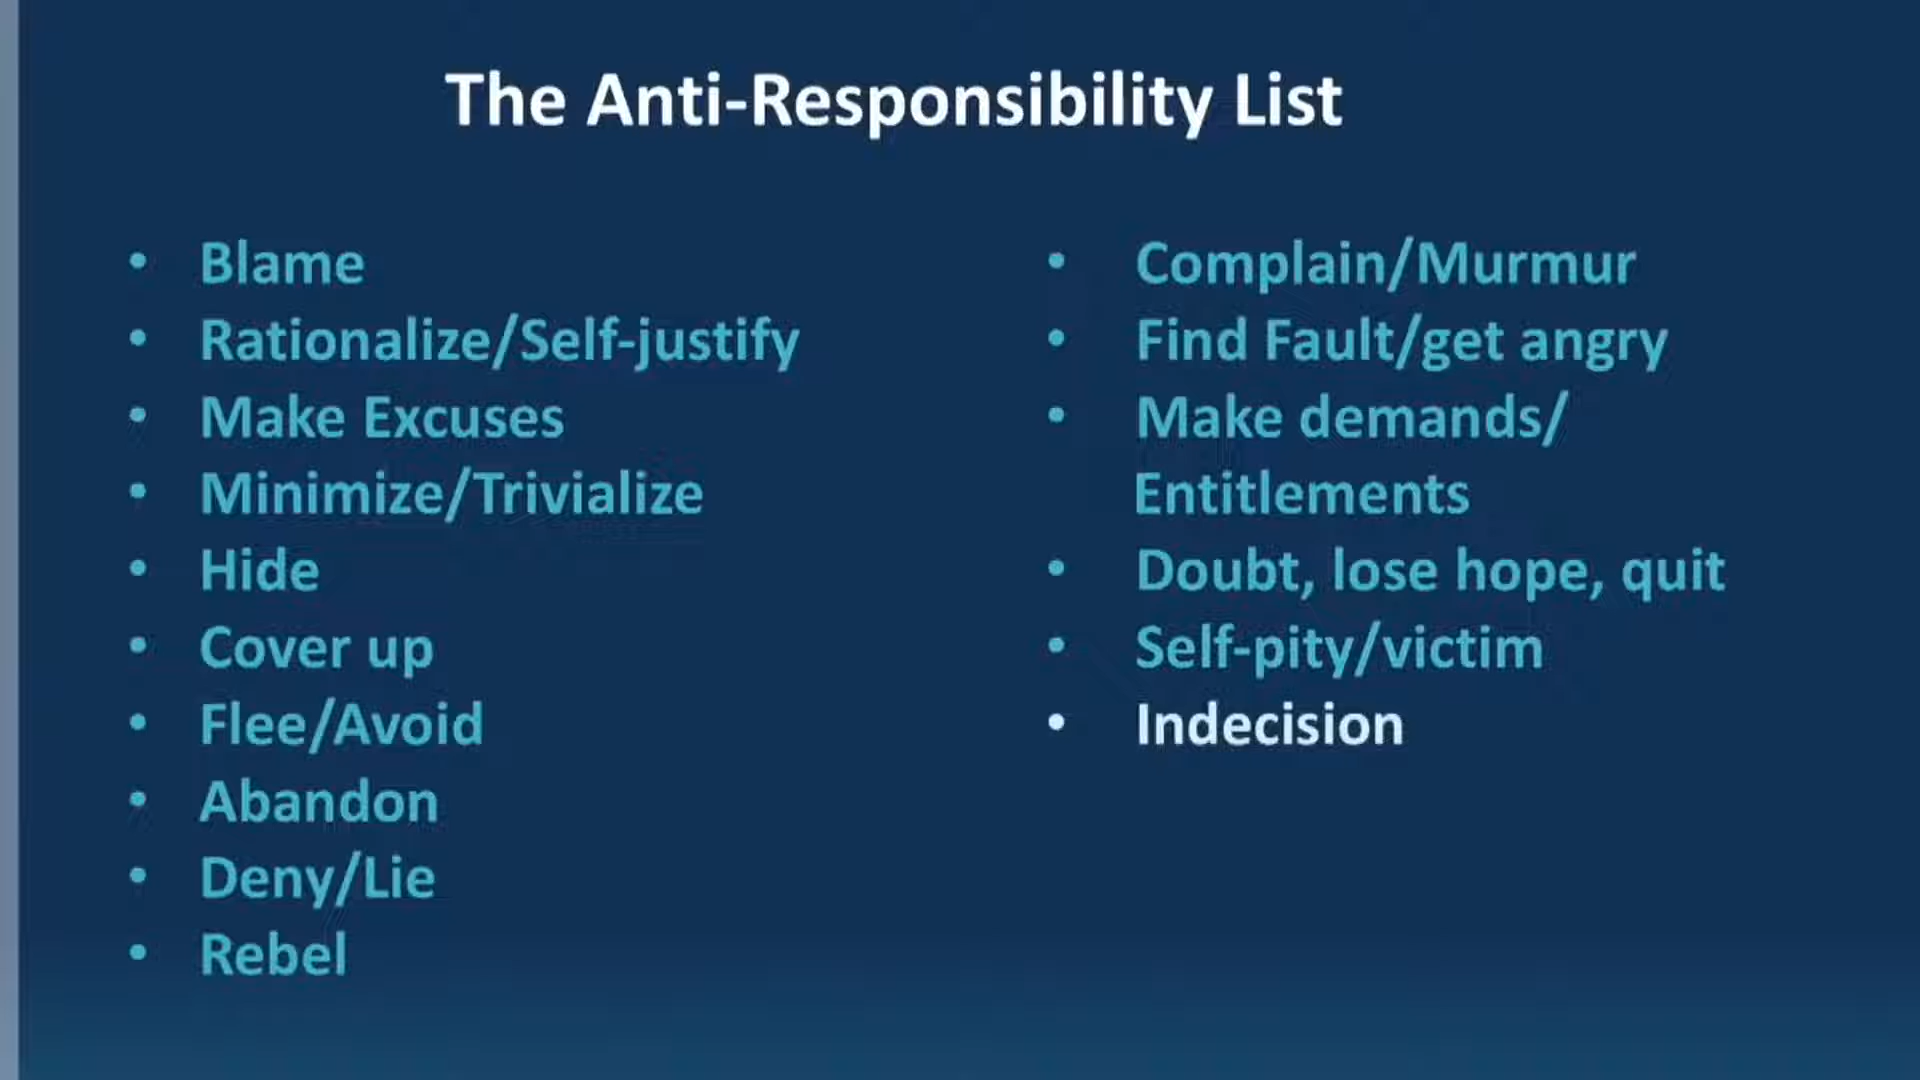 The Anti-Responsibility List
• Blame
• Rationalize/Self-justify
• Make Excuses
• Minimize/Trivialize
• Hide
• Cover up
• Flee/Avoid
• Abandon
• Deny/Lie
• Rebel
• Complain/Murmur
• Find Fault/get angry
• Make demands/
Entitlements
• Doubt, lose hope, quit
• Self-pity/victim
• Indecision